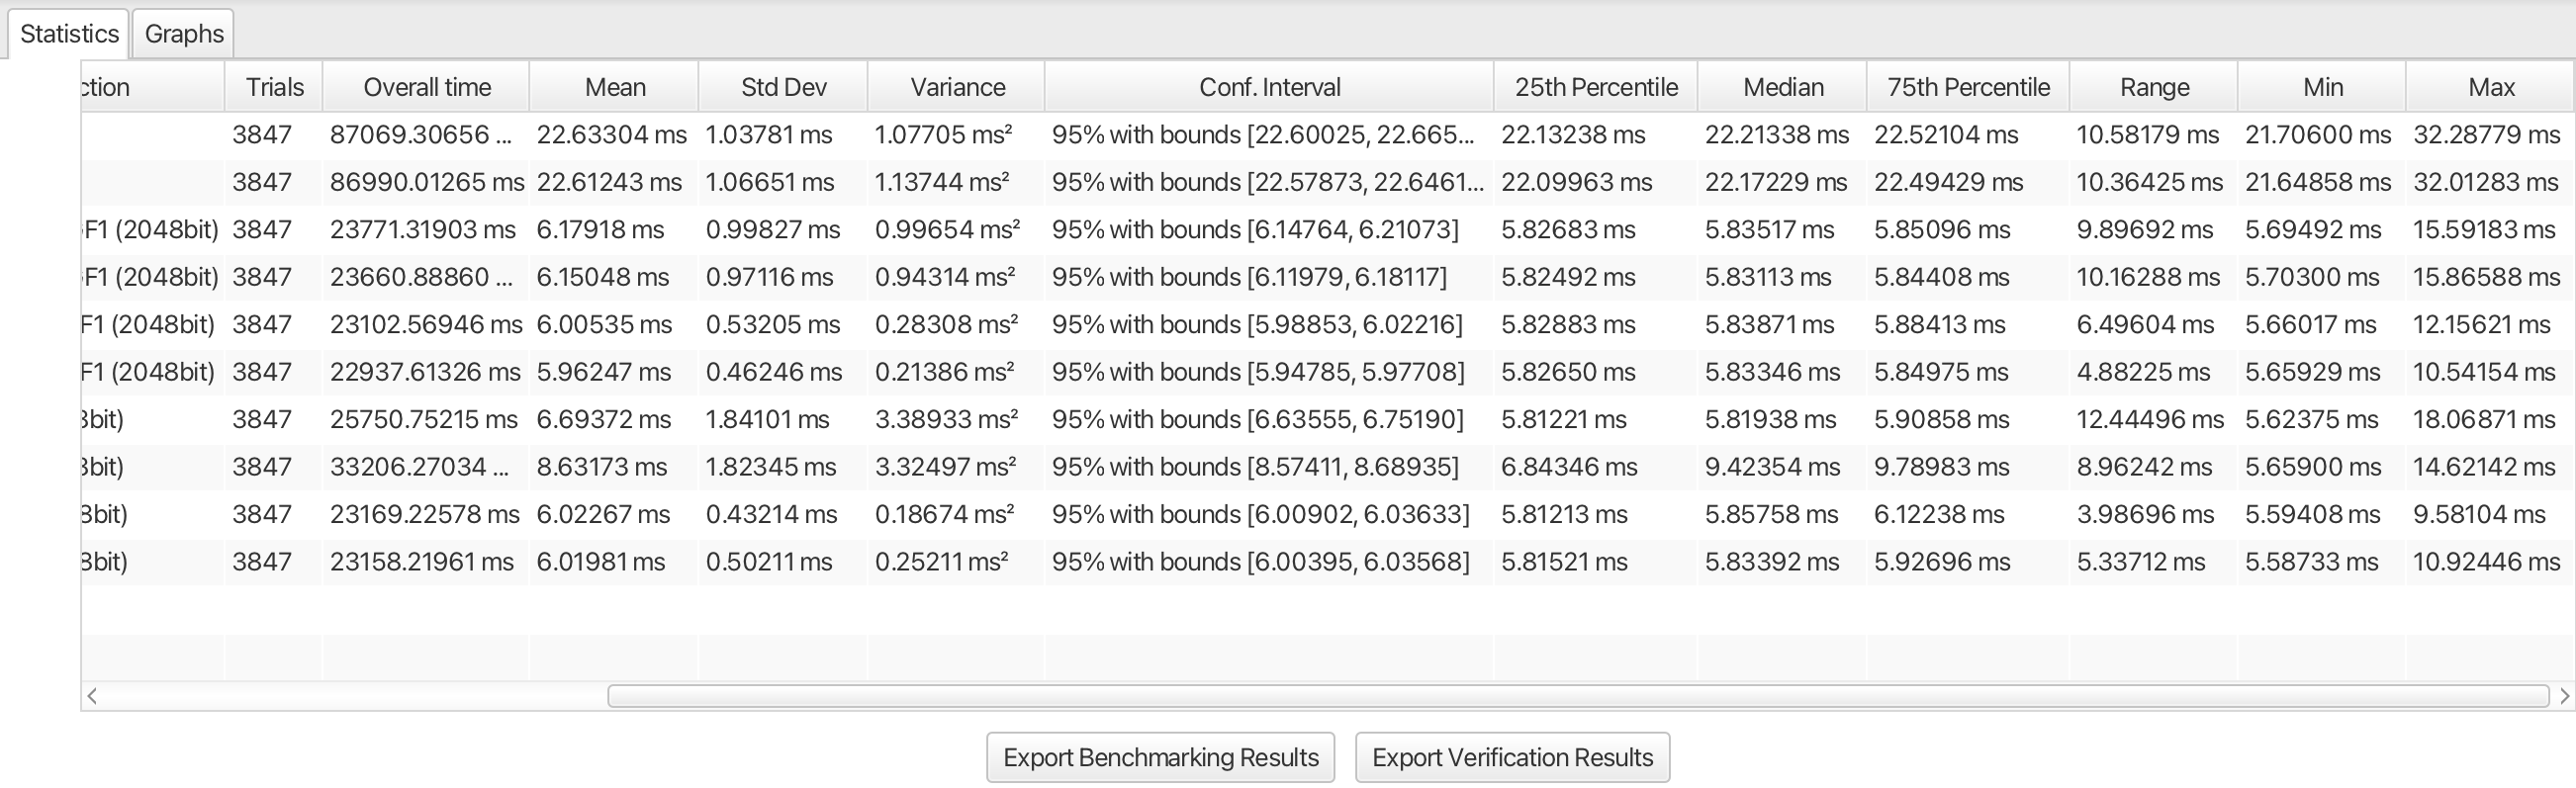 Statistics Graphs
ction Trials Overall time Mean Std Dev Variance Conf. Interval 25th Percentile Median 75th Percentile Range Min Max
3847 87069.30656 ... 22.63304 ms 1.03781 ms 1.07705 ms² 95% with bounds [22.60025, 22.665... 22.13238 ms 22.21338 ms 22.52104 ms 10.58179 ms 21.70600 ms 32.28779 ms
3847 86990.01265 ms 22.61243 ms 1.06651 ms 1.13744 ms² 95% with bounds [22.57873, 22.6461... 22.09963 ms 22.17229 ms 22.49429 ms 10.36425 ms 21.64858 ms 32.01283 ms
F1 (2048bit) 3847 23771.31903 ms 6.17918 ms 0.99827 ms 0.99654 ms² 95% with bounds [6.14764, 6.21073] 5.82683 ms 5.83517 ms 5.85096 ms 9.89692 ms 5.69492 ms 15.59183 ms
F1 (2048bit) 3847 23660.88860 ... 6.15048 ms 0.97116 ms 0.94314 ms² 95% with bounds [6.11979, 6.18117] 5.82492 ms 5.83113 ms 5.84408 ms 10.16288 ms 5.70300 ms 15.86588 ms
F1 (2048bit) 3847 23102.56946 ms 6.00535 ms 0.53205 ms 0.28308 ms² 95% with bounds [5.98853, 6.02216] 5.82883 ms 5.83871 ms 5.88413 ms 6.49604 ms 5.66017 ms 12.15621 ms
F1 (2048bit) 3847 22937.61326 ms 5.96247 ms 0.46246 ms 0.21386 ms² 95% with bounds [5.94785, 5.97708] 5.82650 ms 5.83346 ms 5.84975 ms 4.88225 ms 5.65929 ms 10.54154 ms
8bit) 3847 25750.75215 ms 6.69372 ms 1.84101 ms 3.38933 ms² 95% with bounds [6.63555, 6.75190] 5.81221 ms 5.81938 ms 5.90858 ms 12.44496 ms 5.62375 ms 18.06871 ms
8bit) 3847 33206.27034 ... 8.63173 ms 1.82345 ms 3.32497 ms² 95% with bounds [8.57411, 8.68935] 6.84346 ms 9.42354 ms 9.78983 ms 8.96242 ms 5.65900 ms 14.62142 ms
8bit) 3847 23169.22578 ms 6.02267 ms 0.43214 ms 0.18674 ms² 95% with bounds [6.00902, 6.03633] 5.81213 ms 5.85758 ms 6.12238 ms 3.98696 ms 5.59408 ms 9.58104 ms
8bit) 3847 23158.21961 ms 6.01981 ms 0.50211 ms 0.25211 ms² 95% with bounds [6.00395, 6.03568] 5.81521 ms 5.83392 ms 5.92696 ms 5.33712 ms 5.58733 ms 10.92446 ms
Export Benchmarking Results Export Verification Results